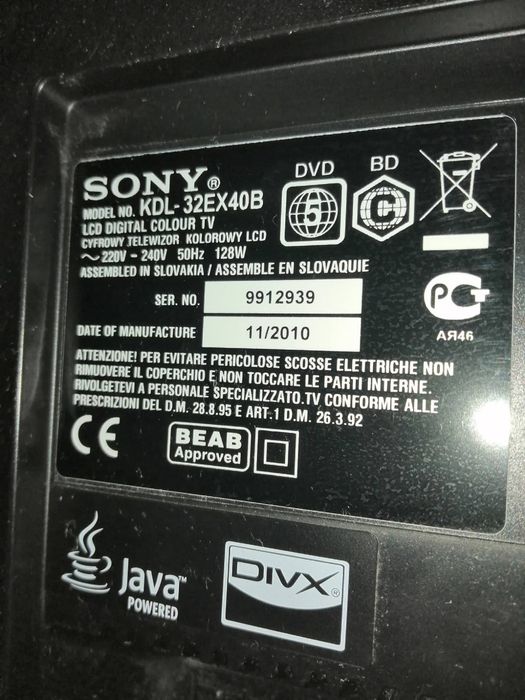 SONY®
MODEL NO. KDL-32EX40B
LCD DIGITAL COLOUR TV
CYFROWY TELEWIZOR KOLOROWY LCD
~ 220V - 240V 50Hz 128W
ASSEMBLED IN SLOVAKIA / ASSEMBLE EN SLOVAQUIE
DVD
5
BD
C
SER. NO. 9912939
DATE OF MANUFACTURE 11/2010
РСТ
АЯ46
ATTENZIONE! PER EVITARE PERICOLOSE SCOSSE ELETTRICHE NON
RIMUOVERE IL COPERCHIO E NON TOCCARE LE PARTI INTERNE.
RIVOLGETEVI A PERSONALE SPECIALIZZATO.TV CONFORME ALLE
PRESCRIZIONI DEL D.M. 28.8.95 E ART.1 D.M. 26.3.92
CE
BEAB
Approved
Java™
POWERED
DIVX®